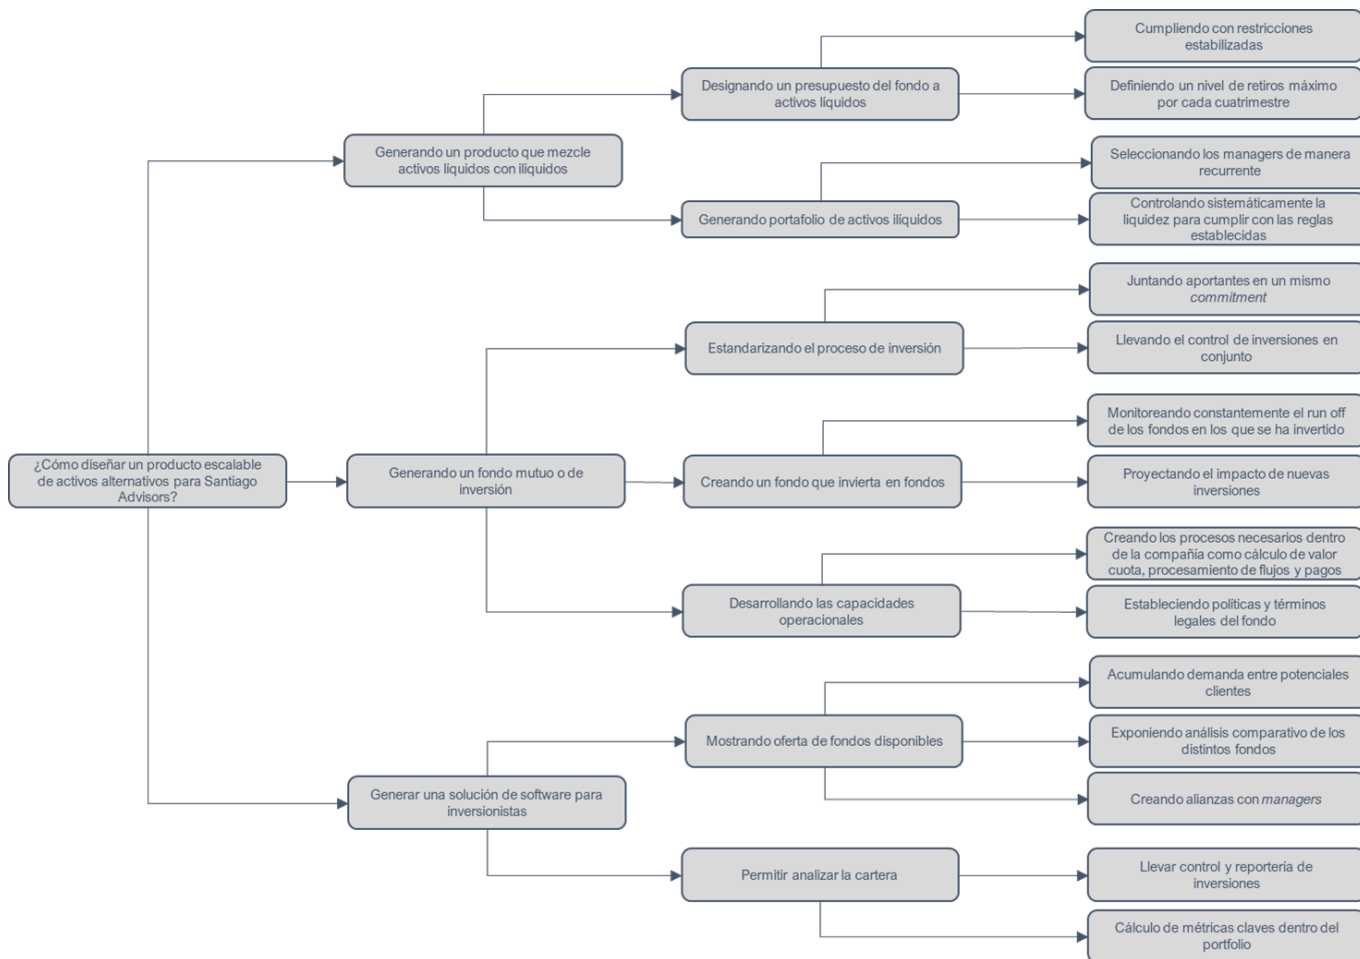 Cumpliendo con restricciones
estabilizadas
Designando un presupuesto del fondo a
activos líquidos
Definiendo un nivel de retiros máximo
por cada cuatrimestre
Generando un producto que mezcle
activos líquidos con ilíquidos
Seleccionando los managers de manera
recurrente
Generando portafolio de activos ilíquidos
Controlando sistemáticamente la
liquidez para cumplir con las reglas
establecidas
Juntando aportantes en un mismo
commitment
Estandarizando el proceso de inversión
Llevando el control de inversiones en
conjunto
Monitoreando constantemente el run off
de los fondos en los que se ha invertido
¿Cómo diseñar un producto escalable
de activos alternativos para Santiago
Advisors?
Generando un fondo mutuo o de
inversión
Creando un fondo que invierta en fondos
Proyectando el impacto de nuevas
inversiones
Creando los procesos necesarios dentro
de la compañía como cálculo de valor
cuota, procesamiento de flujos y pagos
Desarrollando las capacidades
operacionales
Estableciendo políticas y términos
legales del fondo
Acumulando demanda entre potenciales
clientes
Mostrando oferta de fondos disponibles
Exponiendo análisis comparativo de los
distintos fondos
Generar una solución de software para
inversionistas
Creando alianzas con managers
Permitir analizar la cartera
Llevar control y reportería de
inversiones
Cálculo de métricas claves dentro del
portfolio